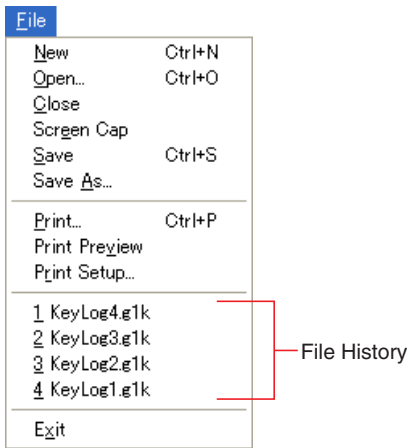 File
New Ctrl+N
Open... Ctrl+O
Close
Screen Cap
Save Ctrl+S
Save As...
Print... Ctrl+P
Print Preview
Print Setup...
1 KeyLog4.g1k
2 KeyLog3.g1k
3 KeyLog2.g1k
4 KeyLog1.g1k
File History
Exit